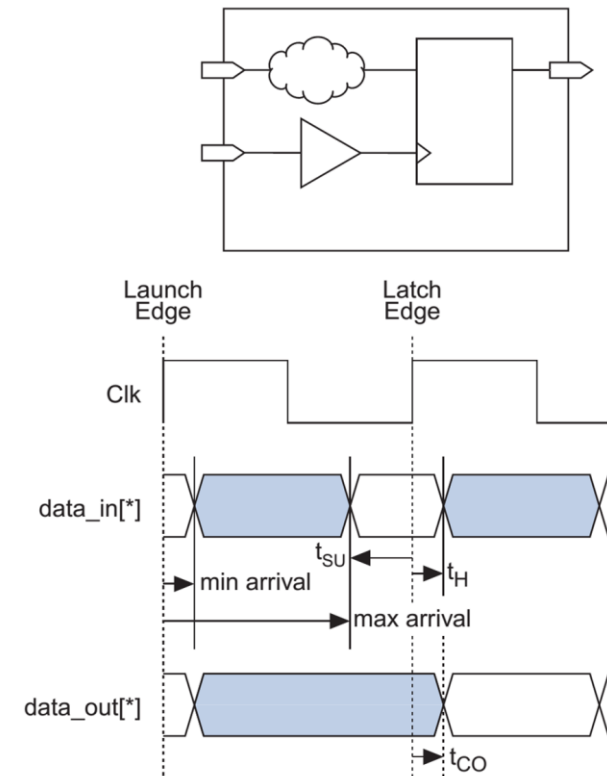 Launch
Edge
Latch
Edge
Clk
data_in[*]
tSU
tH
min arrival
max arrival
data_out[*]
tCO